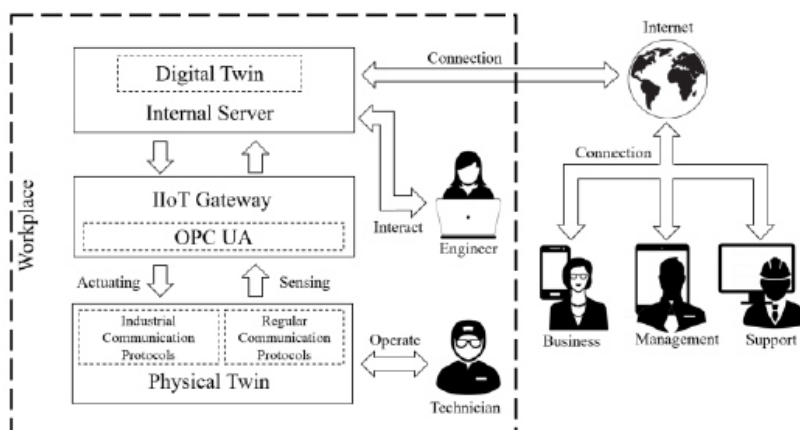 Workplace
Digital Twin
Internal Server
IIoT Gateway
OPC UA
Actuating
Sensing
Industrial
Communication
Protocols
Regular
Communication
Protocols
Physical Twin
Connection
Interact
Engineer
Operate
Technician
Internet
Connection
Business
Management
Support